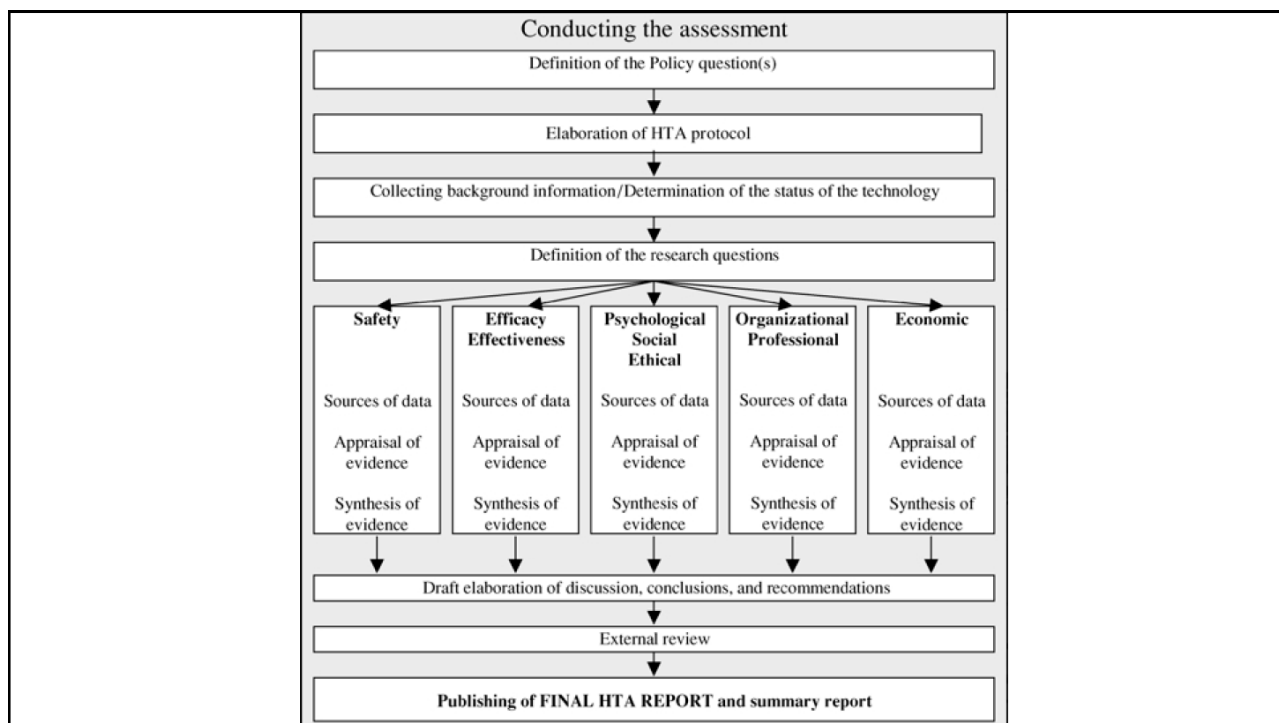 Conducting the assessment
Definition of the Policy question(s)
Elaboration of HTA protocol
Collecting background information/Determination of the status of the technology
Definition of the research questions
Safety
Sources of data
Appraisal of
evidence
Synthesis of
evidence
Efficacy
Effectiveness
Sources of data
Appraisal of
evidence
Synthesis of
evidence
Psychological
Social
Ethical
Sources of data
Appraisal of
evidence
Synthesis of
evidence
Organizational
Professional
Sources of data
Appraisal of
evidence
Synthesis of
evidence
Economic
Sources of data
Appraisal of
evidence
Synthesis of
evidence
Draft elaboration of discussion, conclusions, and recommendations
External review
Publishing of FINAL HTA REPORT and summary report